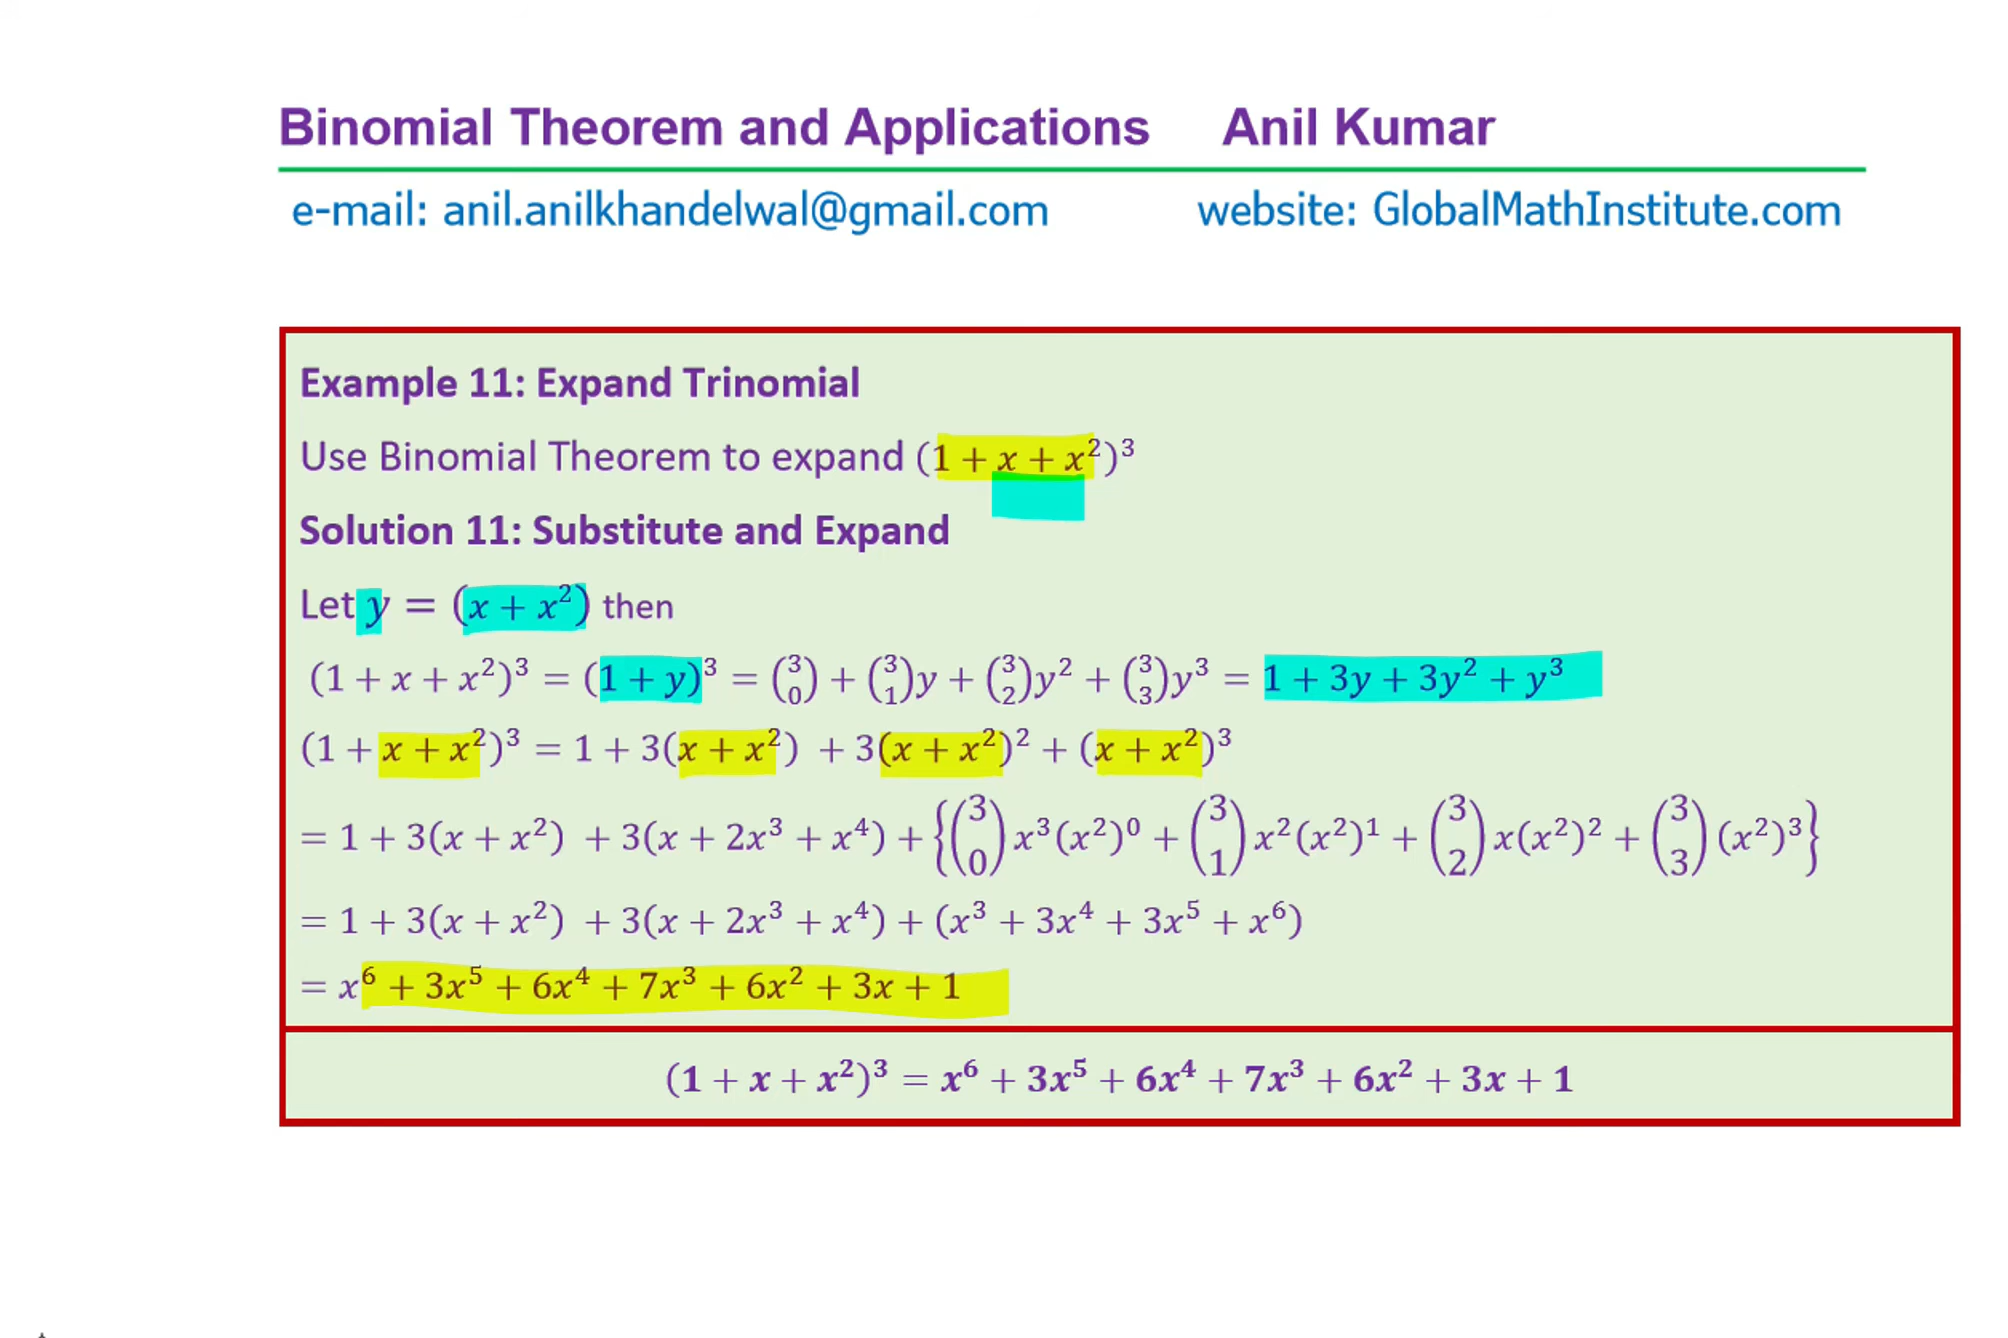 Binomial Theorem and Applications Anil Kumar
e-mail: anil.anilkhandelwal@gmail.com website: GlobalMathInstitute.com
Example 11: Expand Trinomial
Use Binomial Theorem to expand (1 + x + x²)³
Solution 11: Substitute and Expand
Let y = (x + x²) then
(1 + x + x²)³ = (1 + y)³ = (3 0) + (3 1)y + (3 2)y² + (3 3)y³ = 1 + 3y + 3y² + y³
(1 + x + x²)³ = 1 + 3(x + x²) + 3(x + x²)² + (x + x²)³
= 1 + 3(x + x²) + 3(x + 2x³ + x⁴) + {(3 0)x³(x²)⁰ + (3 1)x²(x²)¹ + (3 2)x(x²)² + (3 3)(x²)³}
= 1 + 3(x + x²) + 3(x + 2x³ + x⁴) + (x³ + 3x⁴ + 3x⁵ + x⁶)
= x⁶ + 3x⁵ + 6x⁴ + 7x³ + 6x² + 3x + 1
(1 + x + x²)³ = x⁶ + 3x⁵ + 6x⁴ + 7x³ + 6x² + 3x + 1